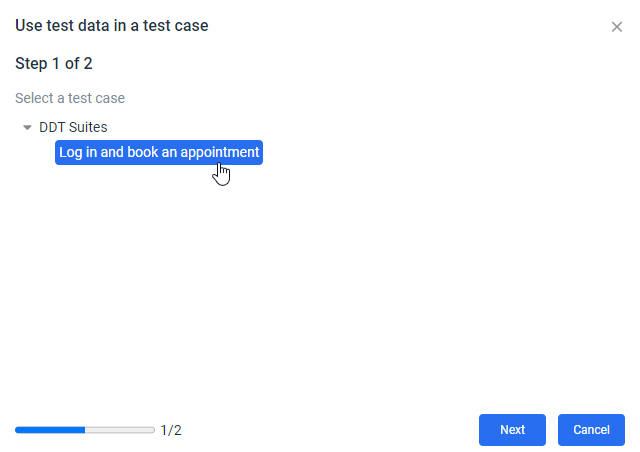 Use test data in a test case
Step 1 of 2
Select a test case
DDT Suites
Log in and book an appointment
1/2
Next
Cancel